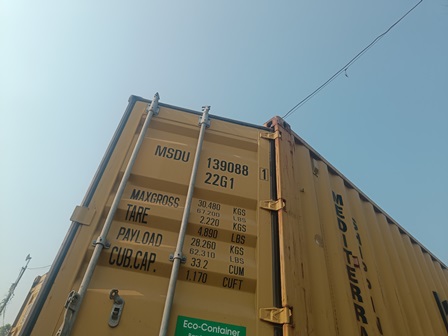 MSDU 139088 1
22G1
MAXGROSS 30.480 KGS
67.200 LBS
TARE 2.220 KGS
4.890 LBS
PAYLOAD 28.260 KGS
62.310 LBS
CUB.CAP. 33.2 CUM
1.170 CUFT
Eco-Container
MEDITERRA